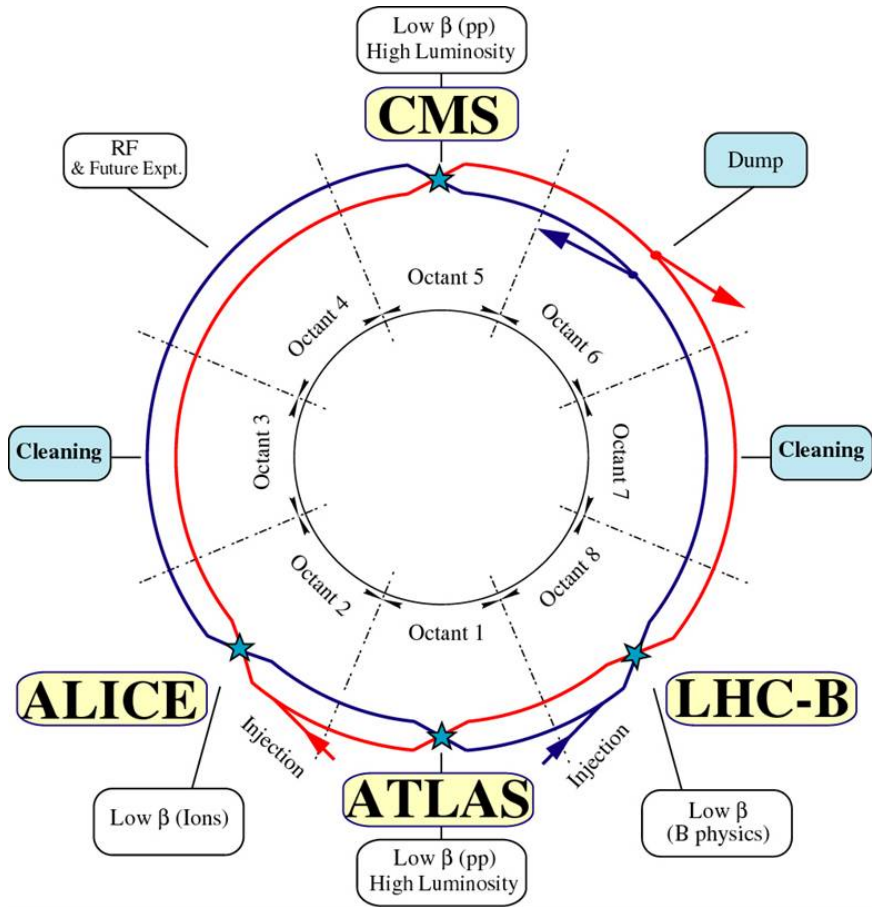 Low β (pp)
High Luminosity
CMS
RF
& Future Expt.
Dump
Octant 5
Octant 4
Octant 6
Cleaning
Octant 3
Octant 7
Cleaning
Octant 2
Octant 8
Octant 1
ALICE
LHC-B
Injection
Injection
ATLAS
Low β (Ions)
Low β
(B physics)
Low β (pp)
High Luminosity